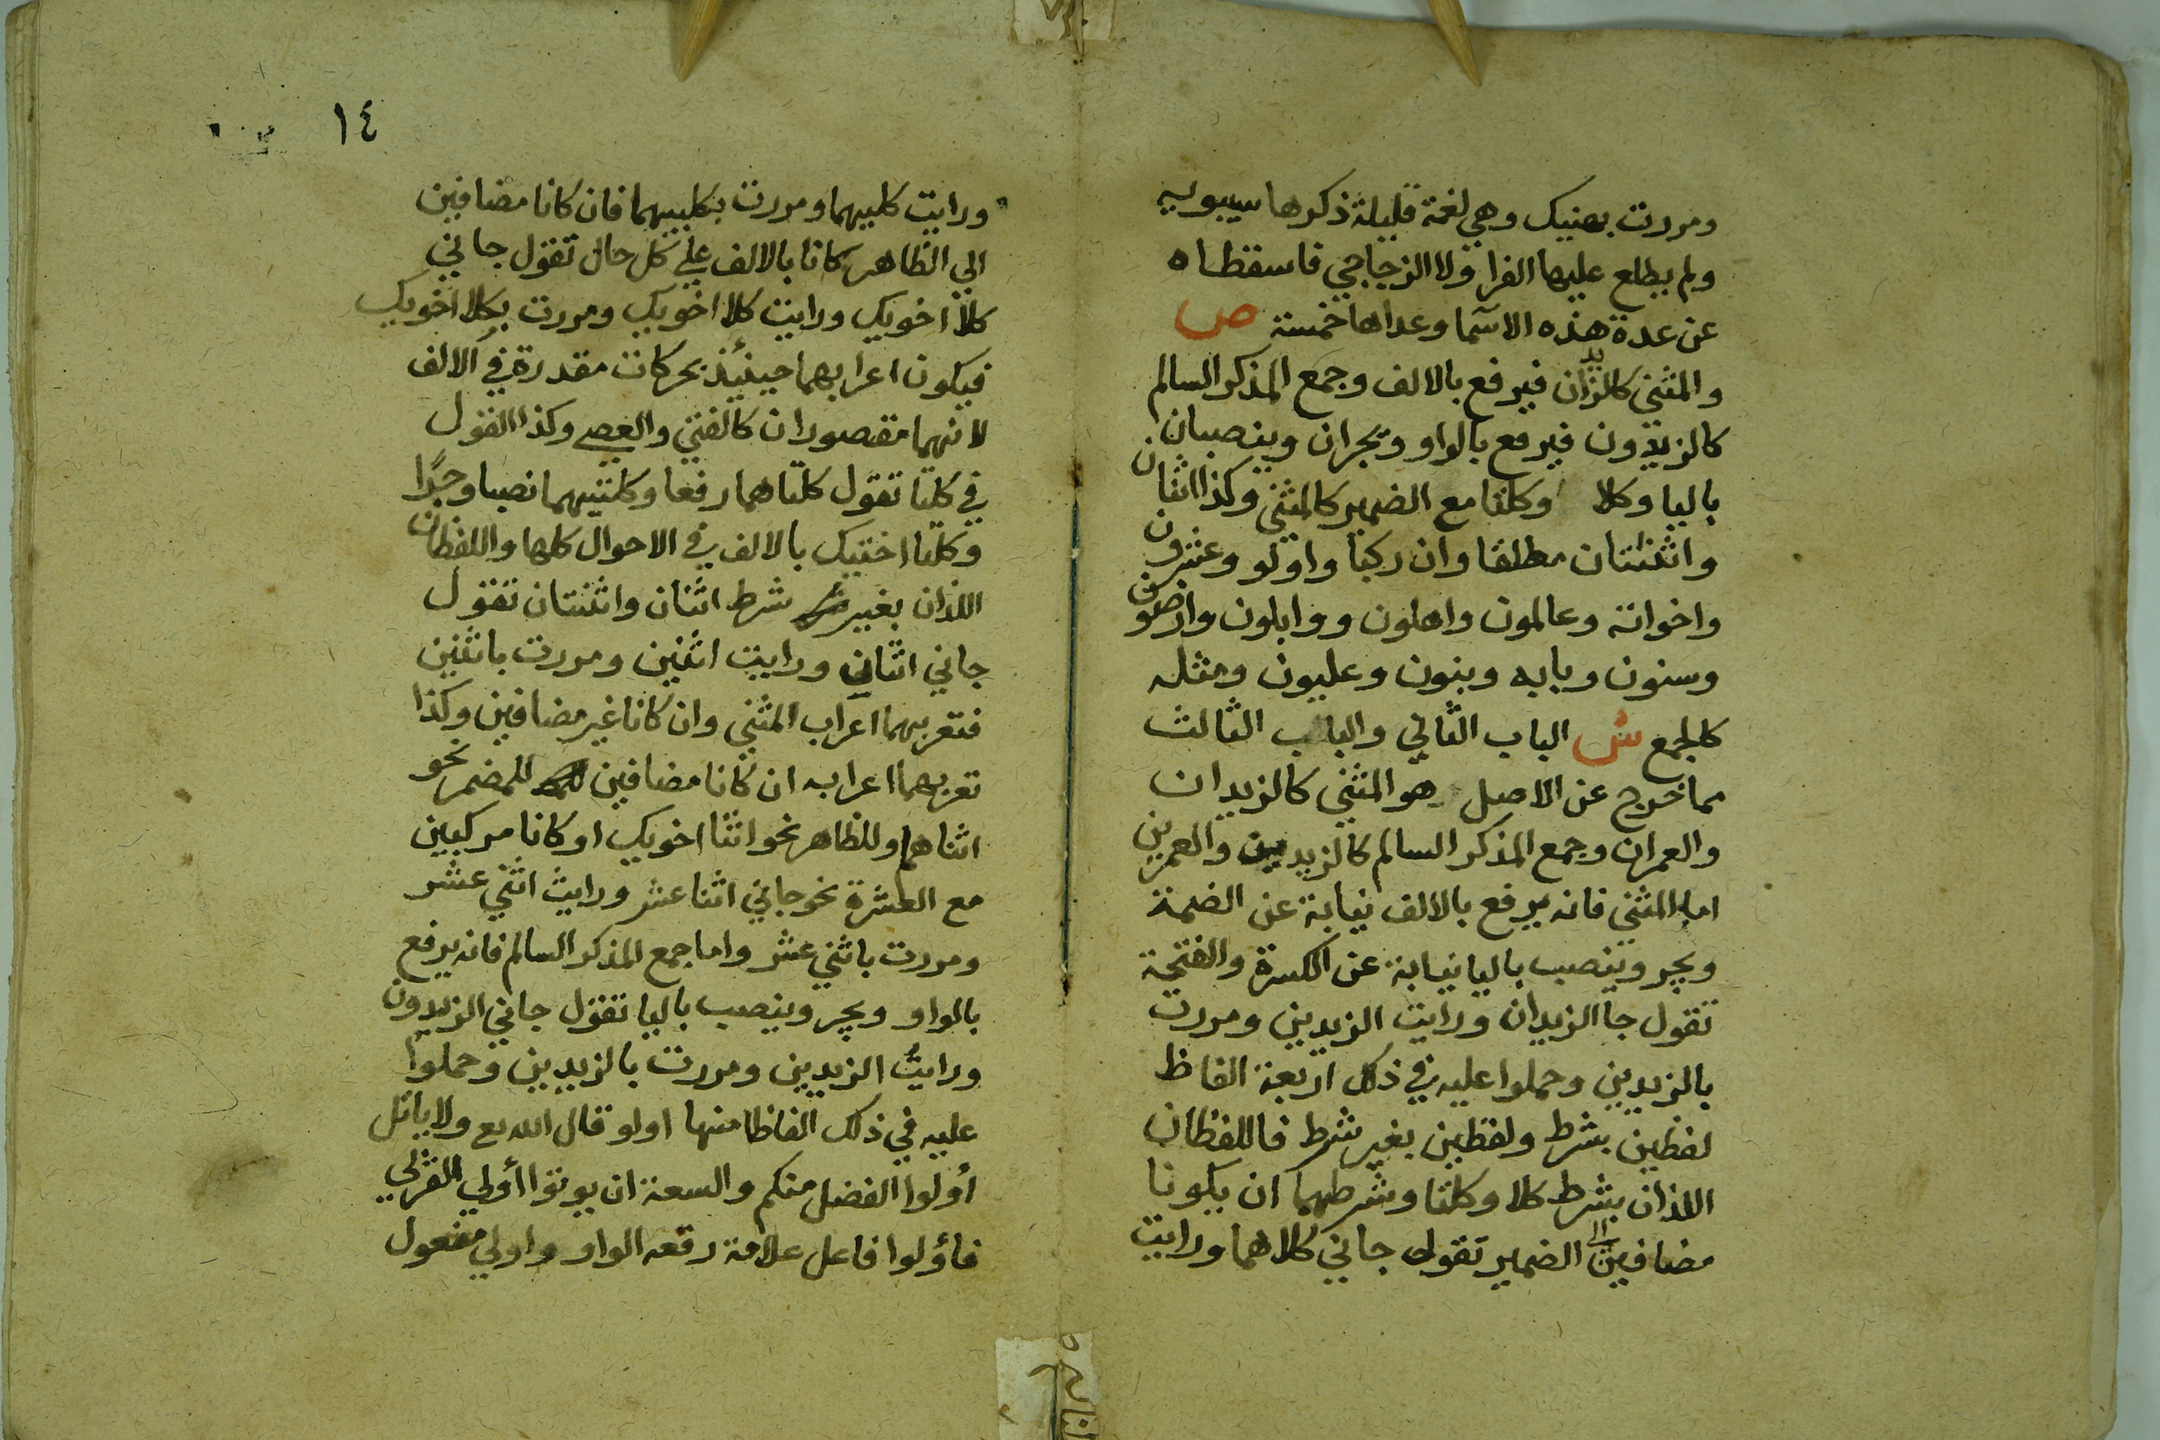 ومررت بهنيك وهي لغة قليلة ذكرها سيبويه
ولم يطلع عليها الفرا ولا الزجاجي فاسقطاه
عن عدة هذه الاسما وعداها خمسة ص
والمثنى كالزيدان فيرفع بالالف وجمع المذكر السالم
كالزيدون فيرفع بالواو ويجران وينصبان
باليا وكلا وكلتا مع الضمير كالمثنى وكذا اثنان
واثنتان مطلقا وان ركبا واولو وعشرون
واخواته وعالمون واهلون ووابلون وارضون
وسنون وبابه وبنون وعليون ومثله
كالجمع ش الباب الثاني والباب الثالث
مما خرج عن الاصل هو المثنى كالزيدان
والعمران وجمع المذكر السالم كالزيدين والعمرين
اما المثنى فانه يرفع بالالف نيابة عن الضمة
ويجر وينصب باليا نيابة عن الكسرة والفتحة
تقول جا الزيدان ورايت الزيدين ومررت
بالزيدين وحملوا عليه في ذلك اربعة الفاظ
لفظين بشرط ولفظين بغير شرط فاللفظان
اللذان بشرط كلا وكلتا وشرطهما ان يكونا
مضافين الى الضمير تقول جاني كلاهما ورايت
١٤
ورايت كليهما ومررت بكليهما فان كانا مضافين
الى الظاهر كانا بالالف على كل حال تقول جاني
كلا اخويك ورايت كلا اخويك ومررت بكلا اخويك
فيكون اعرابهما حينئذ بحركات مقدرة في الالف
لانهما مقصوران كالفتى والعصى وكذا القول
في كلتا تقول كلتاهما رفعا وكلتيهما نصبا وجرًا
وكلتا اختيك بالالف في الاحوال كلها واللفظان
اللذان بغير شرط اثنان واثنتان تقول
جاني اثنان ورايت اثنين ومررت باثنين
فتعربهما اعراب المثنى وان كانا غير مضافين وكذا
تعربهما اعرابه ان كانا مضافين للمضمر نحو
اثناهما وللظاهر نحو اثنا اخويك او كانا مركبين
مع العشرة نحو جاني اثنا عشر ورايت اثني عشر
ومررت باثني عشر واما جمع المذكر السالم فانه يرفع
بالواو ويجر وينصب باليا تقول جاني الزيدون
ورايتُ الزيدين ومررت بالزيدين وحملوا
عليه في ذلك الفاظا منها اولو قال الله تع ولا ياتل
أولوا الفضل منكم والسعة ان يوتوا أولي القربى
فاؤلوا فاعل علامة رفعه الواو واولي مفعول